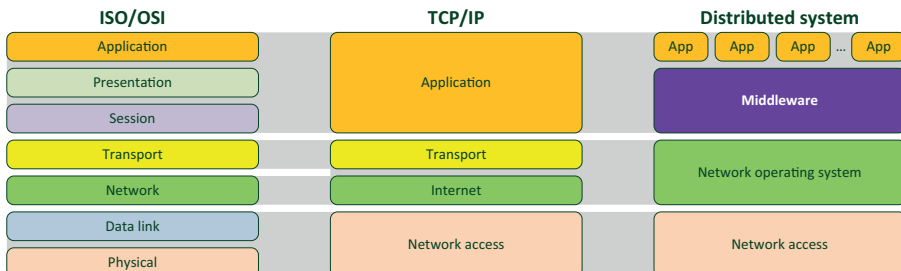 ISO/OSI
TCP/IP
Distributed system
Application
Presentation
Session
Transport
Network
Data link
Physical
Application
Transport
Internet
Network access
App App App ... App
Middleware
Network operating system
Network access